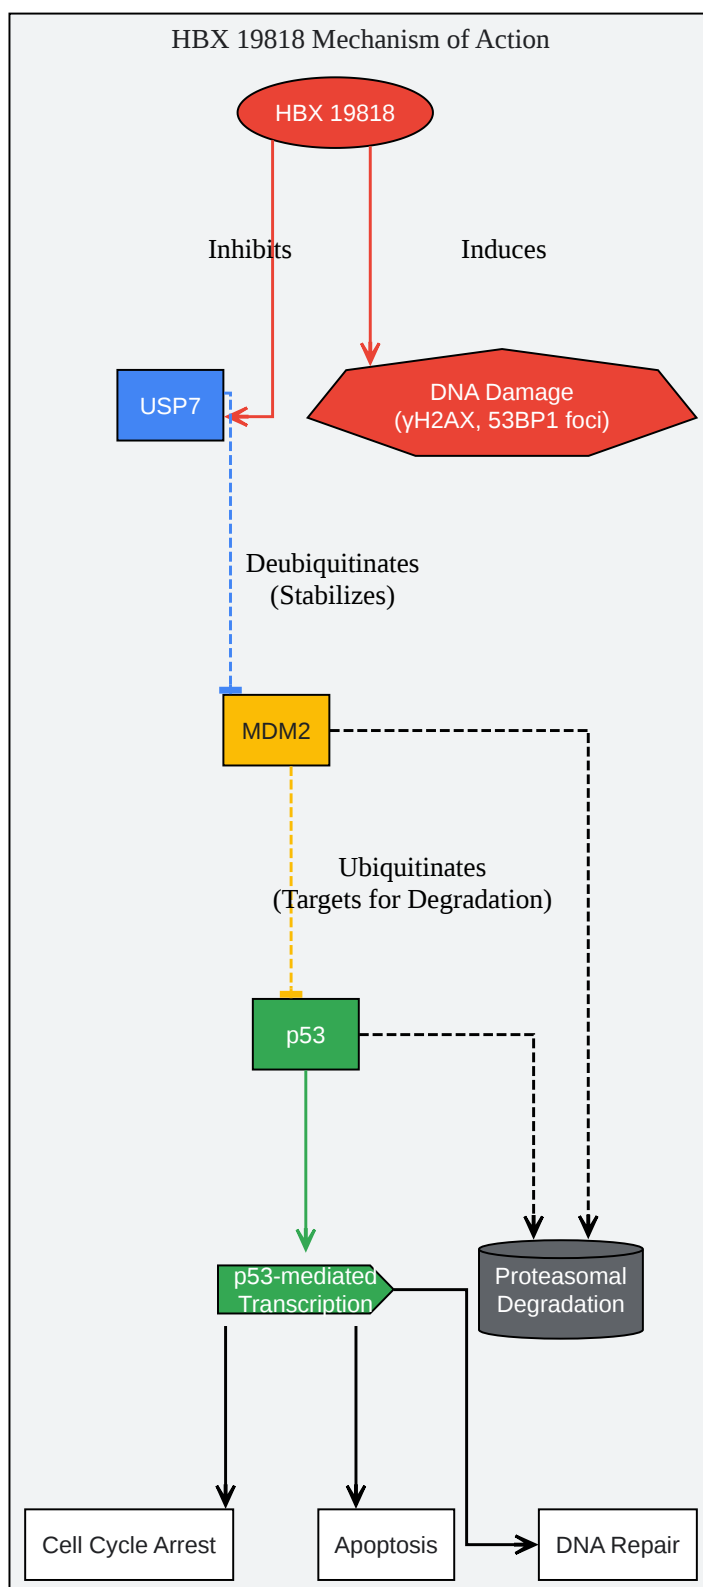 HBX 19818 Mechanism of Action
HBX 19818
Inhibits
Induces
USP7
DNA Damage
(γH2AX, 53BP1 foci)
Deubiquitinates
(Stabilizes)
MDM2
Ubiquitinates
(Targets for Degradation)
p53
p53-mediated
Transcription
Proteasomal
Degradation
Cell Cycle Arrest
Apoptosis
DNA Repair